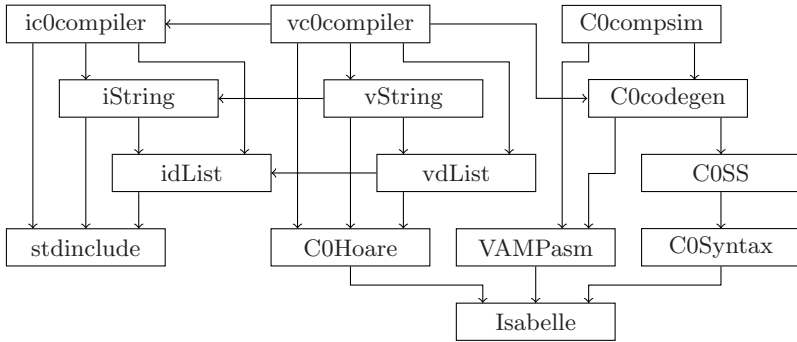 ic0compiler
vc0compiler
C0compsim
iString
vString
C0codegen
idList
vdList
C0SS
stdinclude
C0Hoare
VAMPasm
C0Syntax
Isabelle